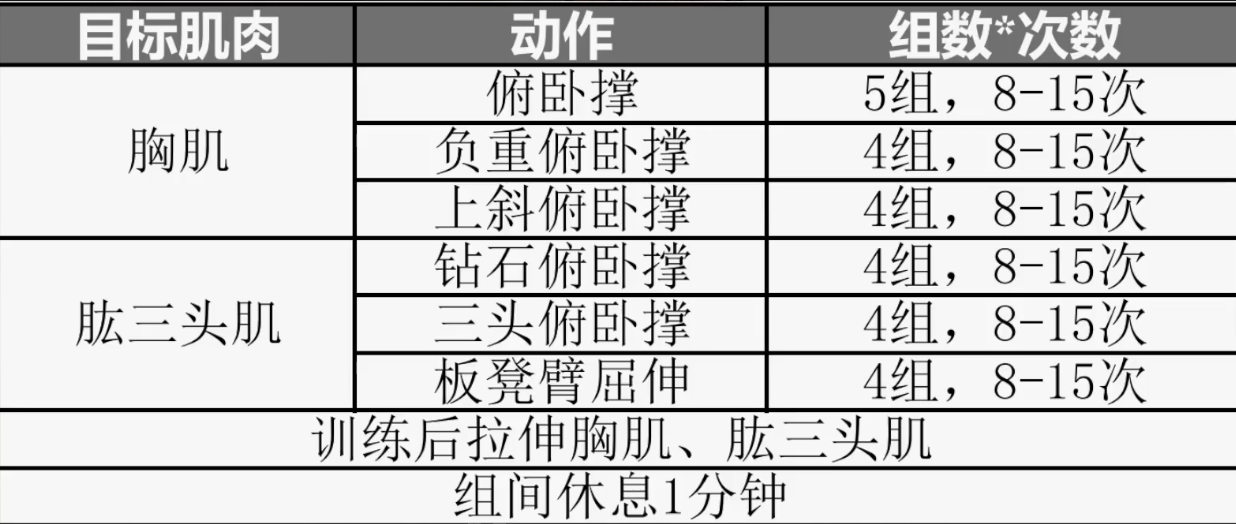 目标肌肉 动作 组数*次数
胸肌 俯卧撑 5组，8-15次
负重俯卧撑 4组，8-15次
上斜俯卧撑 4组，8-15次
肱三头肌 钻石俯卧撑 4组，8-15次
三头俯卧撑 4组，8-15次
板凳臂屈伸 4组，8-15次
训练后拉伸胸肌、肱三头肌
组间休息1分钟